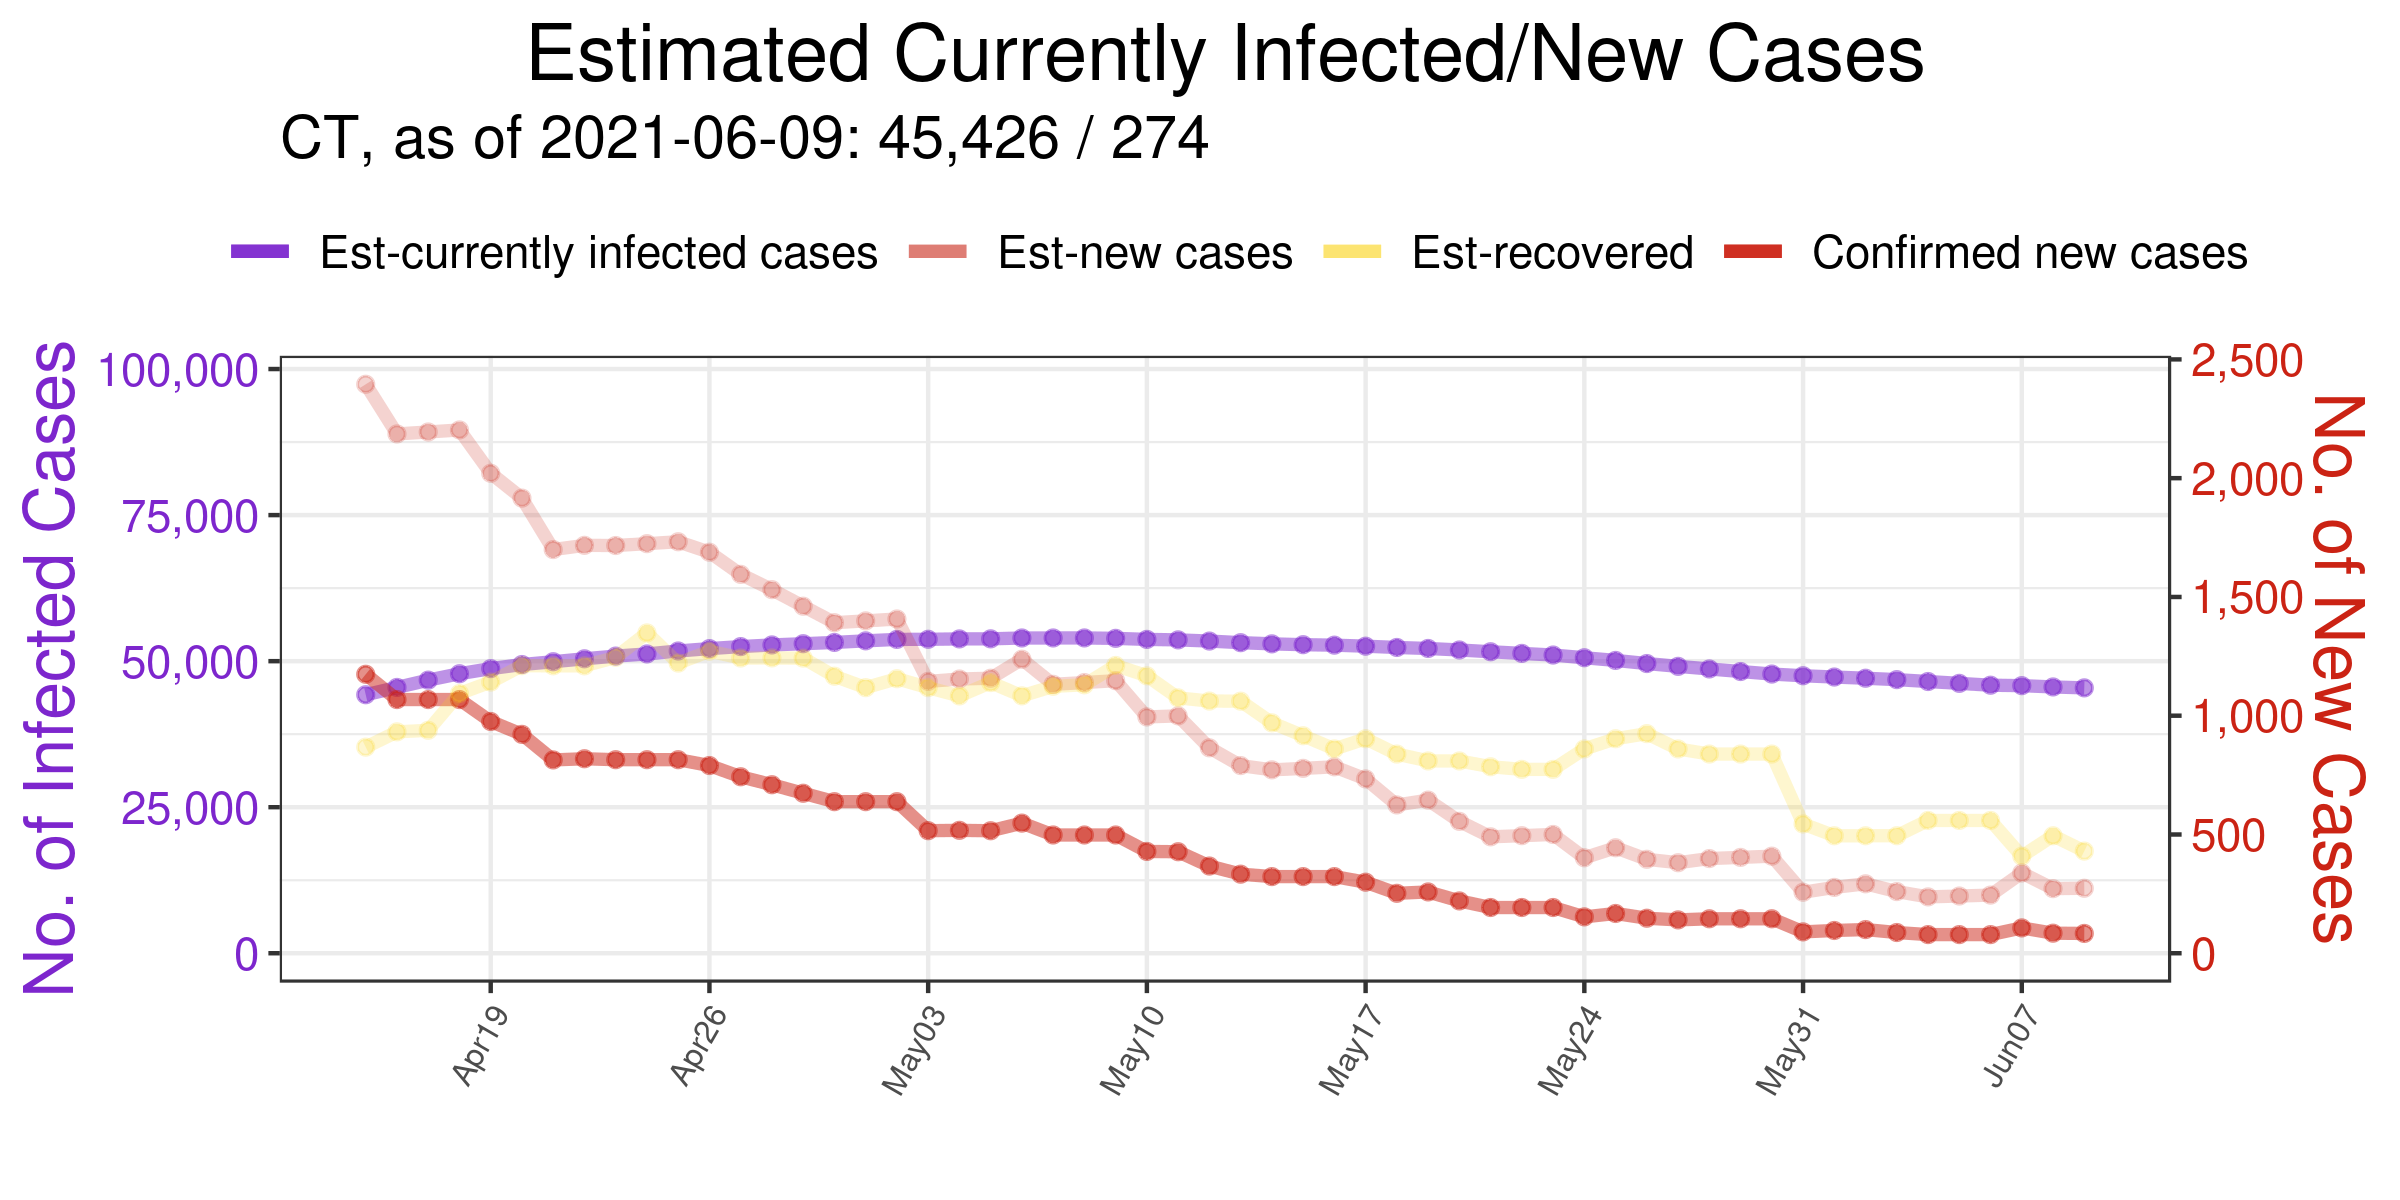 Estimated Currently Infected/New Cases
CT, as of 2021-06-09: 45,426 / 274
Est-currently infected cases Est-new cases Est-recovered Confirmed new cases
No. of Infected Cases
100,000
75,000
50,000
25,000
0
2,500
2,000
1,500
1,000
500
0
No. of New Cases
Apr19 Apr26 May03 May10 May17 May24 May31 Jun07